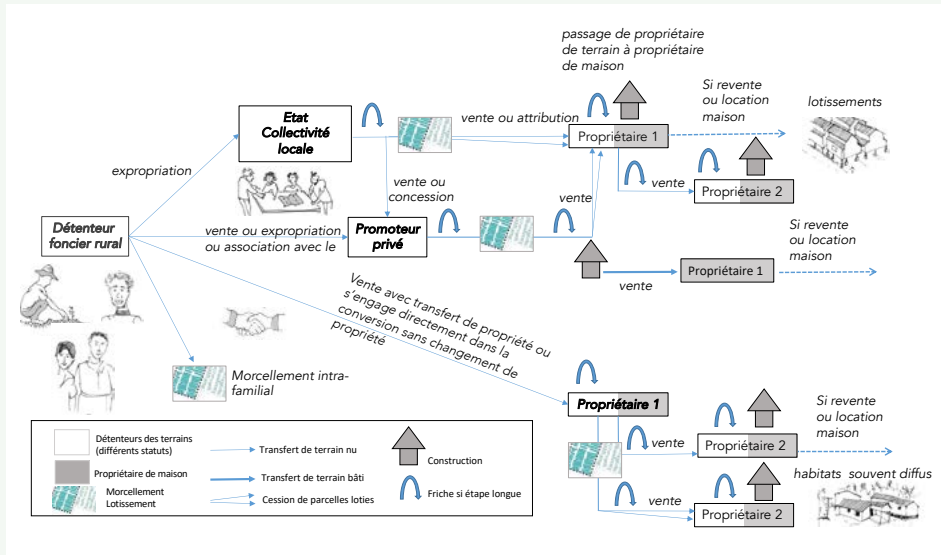 passage de propriétaire
de terrain à propriétaire
de maison
Si revente
ou location
maison
lotissements
Etat
Collectivité
locale
vente ou attribution
Propriétaire 1
expropriation
vente
Propriétaire 2
vente ou
concession
vente
Détenteur
foncier rural
vente ou expropriation
ou association avec le
Promoteur
privé
Si revente
ou location
maison
Propriétaire 1
vente
Vente avec transfert de propriété ou
s'engage directement dans la
conversion sans changement de
propriété
Morcellement intra-
familial
Propriétaire 1
Si revente
ou location
maison
vente
Propriétaire 2
habitats souvent diffus
vente
Propriétaire 2
Détenteurs des terrains
(différents statuts)
Transfert de terrain nu
Construction
Propriétaire de maison
Transfert de terrain bâti
Morcellement
Lotissement
Cession de parcelles loties
Friche si étape longue